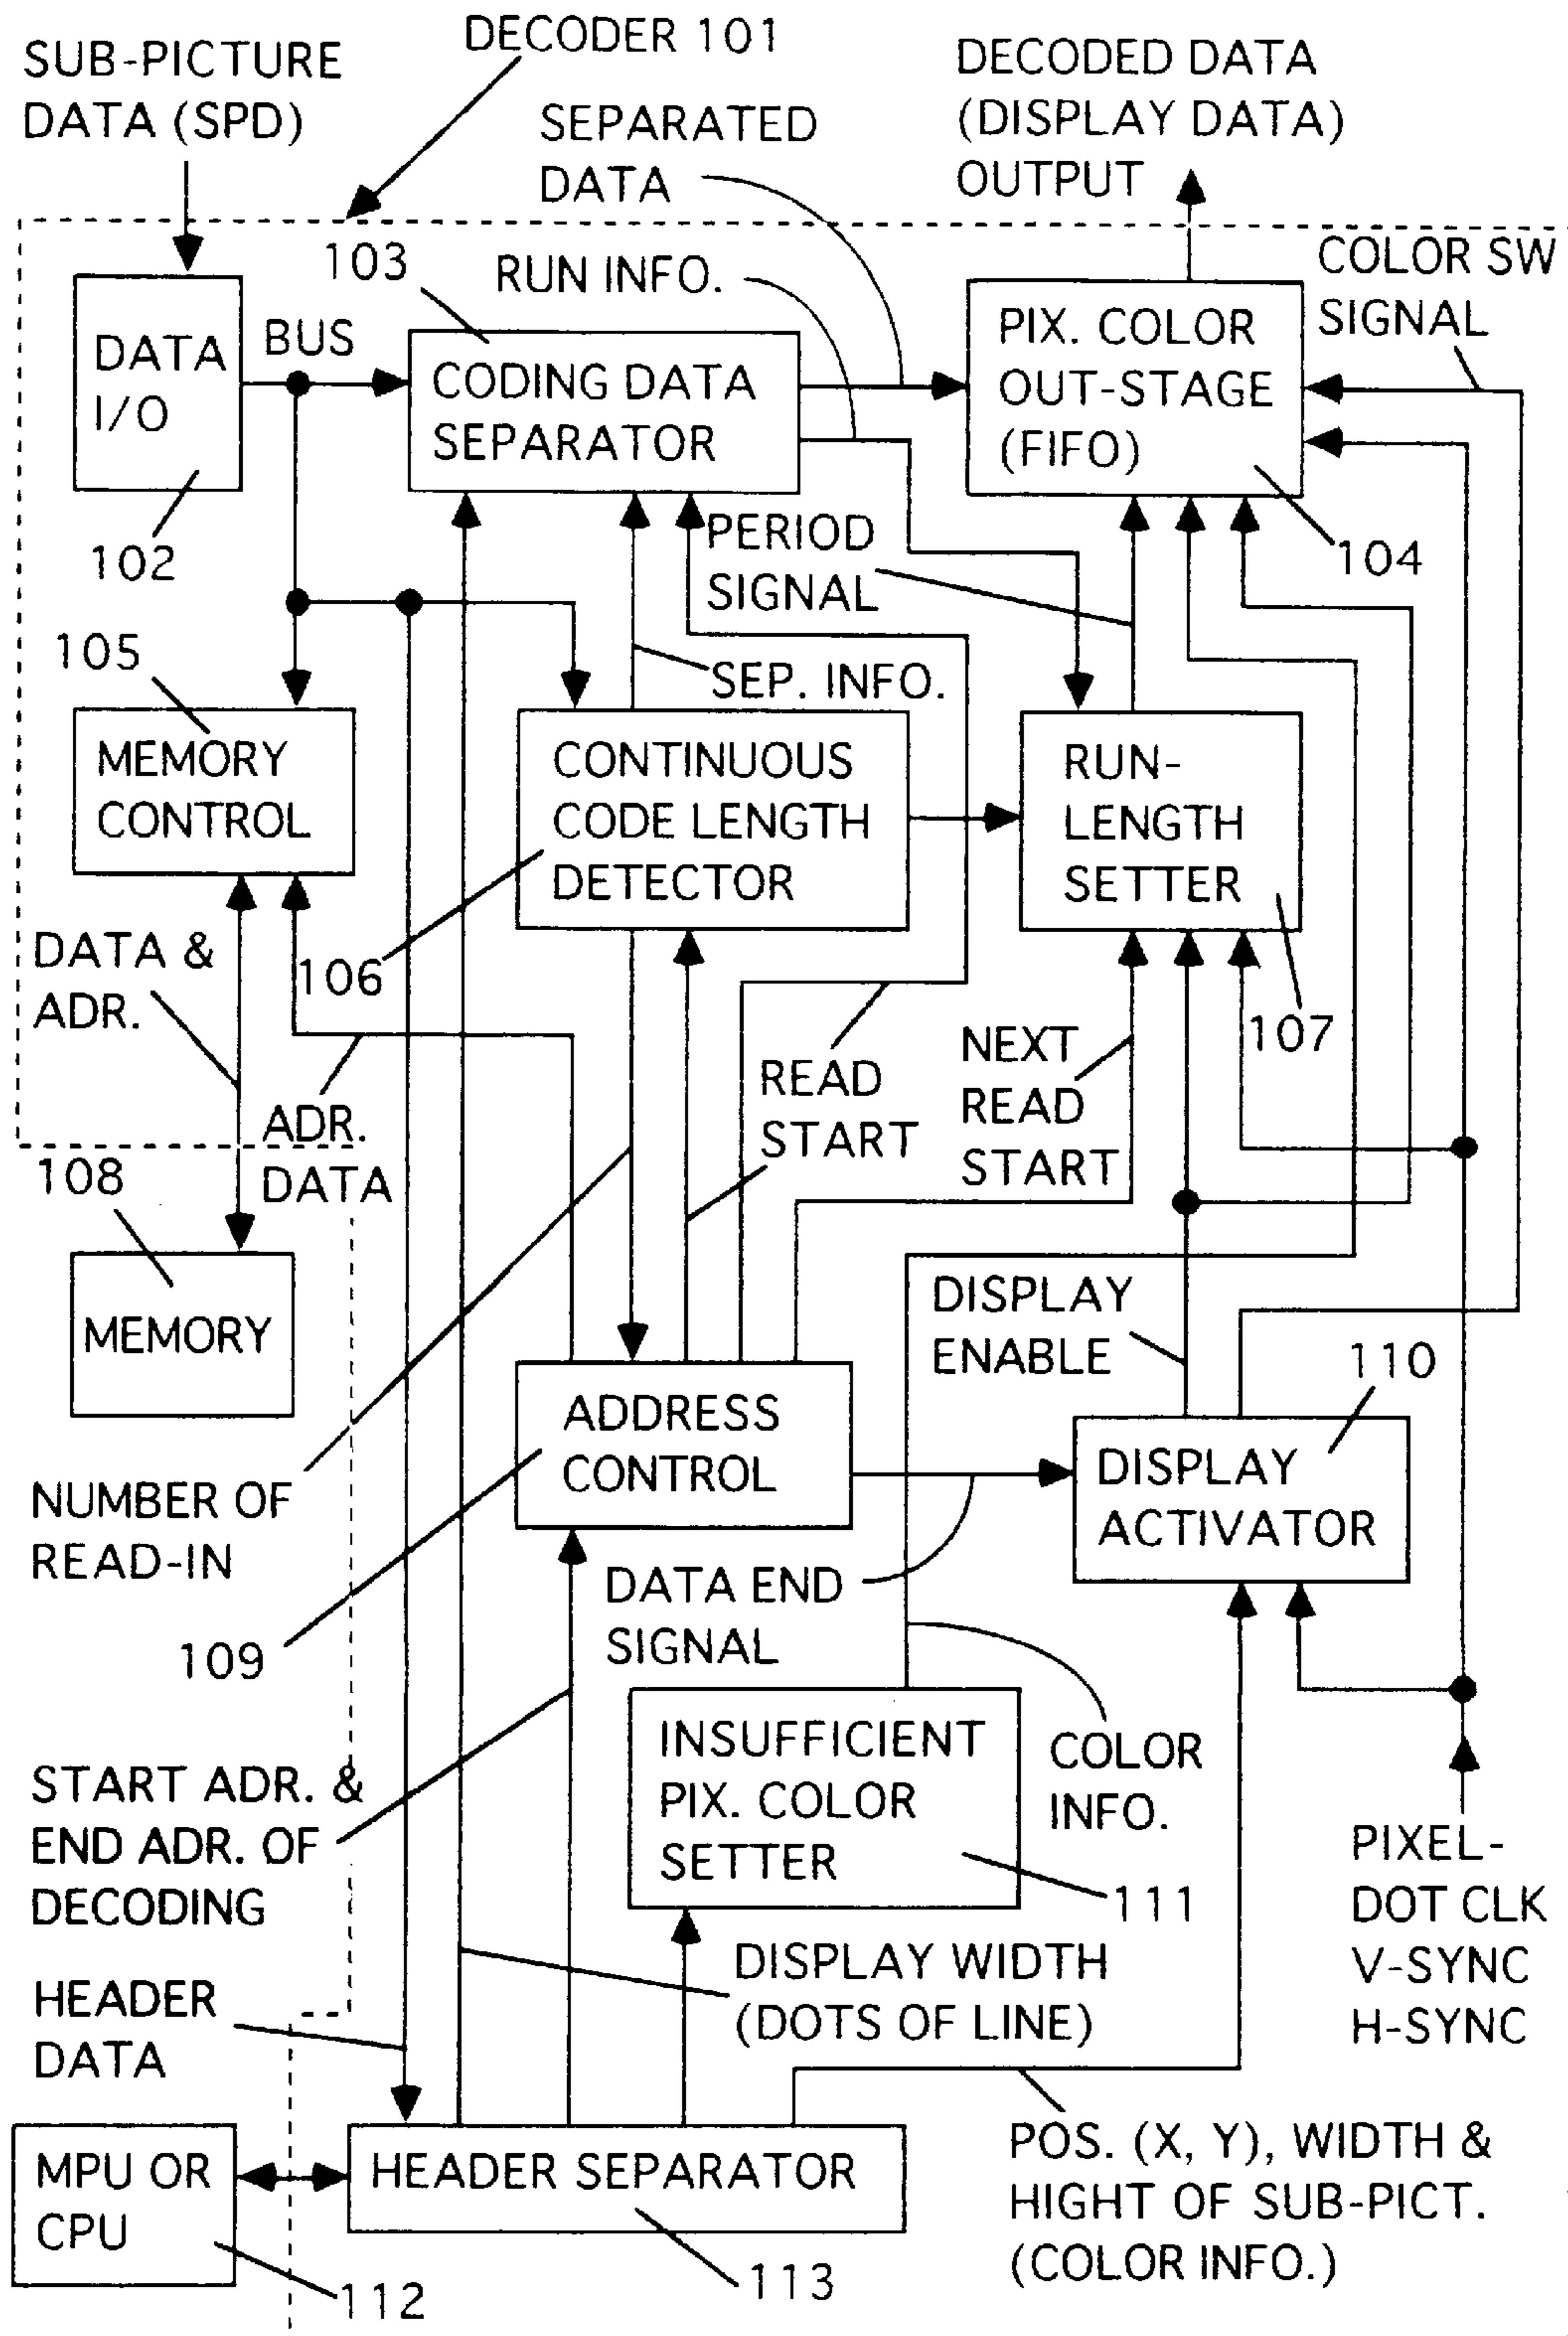 SUB-PICTURE
DATA (SPD)
DECODER 101
SEPARATED
DATA
DECODED DATA
(DISPLAY DATA)
OUTPUT
103
RUN INFO.
COLOR SW
SIGNAL
DATA
I/O
BUS
CODING DATA
SEPARATOR
PIX. COLOR
OUT-STAGE
(FIFO)
102
PERIOD
SIGNAL
104
105
SEP. INFO.
MEMORY
CONTROL
CONTINUOUS
CODE LENGTH
DETECTOR
RUN-
LENGTH
SETTER
DATA &
ADR.
106
107
ADR.
DATA
READ
START
NEXT
READ
START
108
MEMORY
DISPLAY
ENABLE
110
ADDRESS
CONTROL
DISPLAY
ACTIVATOR
NUMBER OF
READ-IN
DATA END
SIGNAL
109
INSUFFICIENT
PIX. COLOR
SETTER
COLOR
INFO.
START ADR. &
END ADR. OF
DECODING
111
PIXEL-
DOT CLK
V-SYNC
H-SYNC
DISPLAY WIDTH
(DOTS OF LINE)
HEADER
DATA
MPU OR
CPU
HEADER SEPARATOR
POS. (X, Y), WIDTH &
HIGHT OF SUB-PICT.
(COLOR INFO.)
112
113